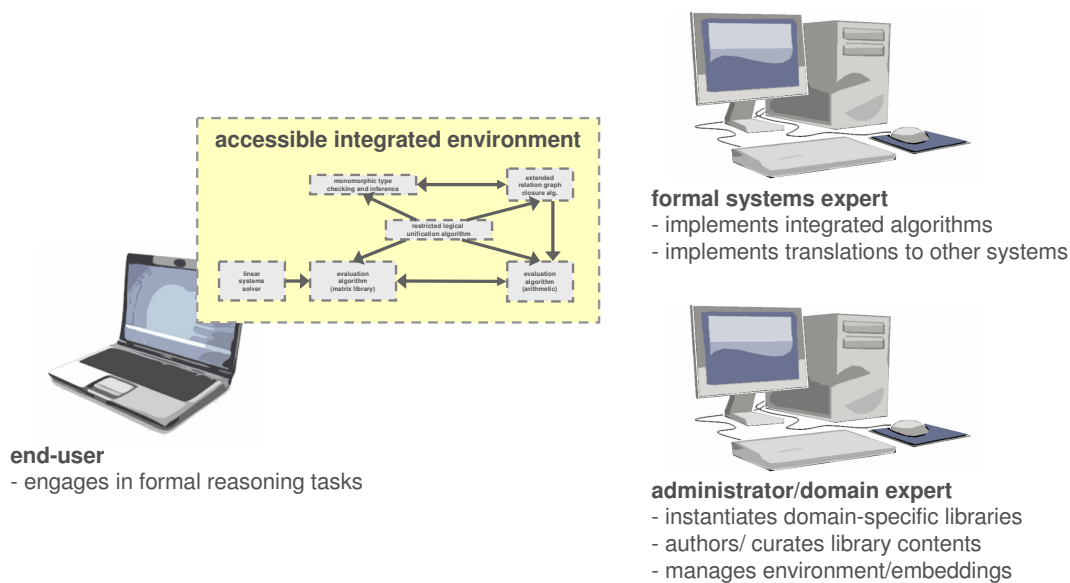 accessible integrated environment
monomorphic type
checking and inference
extended
relation graph
closure alg.
restricted logical
unification algorithm
linear
systems
solver
evaluation
algorithm
(matrix library)
evaluation
algorithm
(arithmetic)
end-user
- engages in formal reasoning tasks
formal systems expert
- implements integrated algorithms
- implements translations to other systems
administrator/domain expert
- instantiates domain-specific libraries
- authors/ curates library contents
- manages environment/embeddings